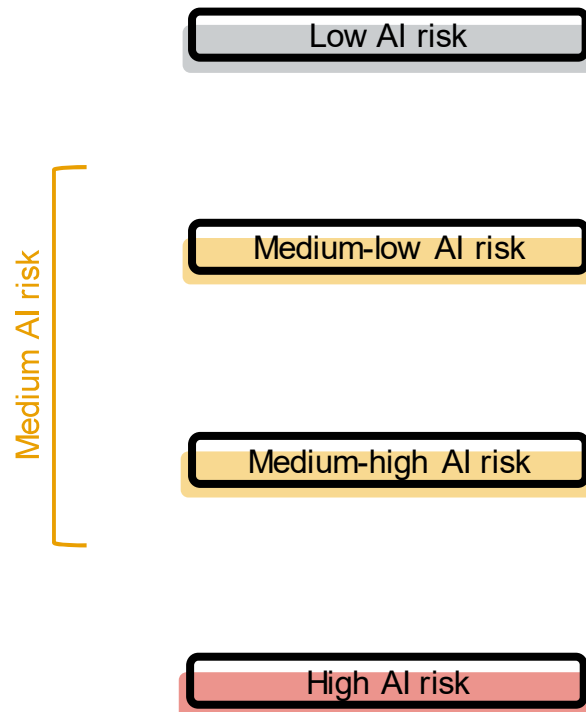 Low AI risk
Medium AI risk
Medium-low AI risk
Medium-high AI risk
High AI risk